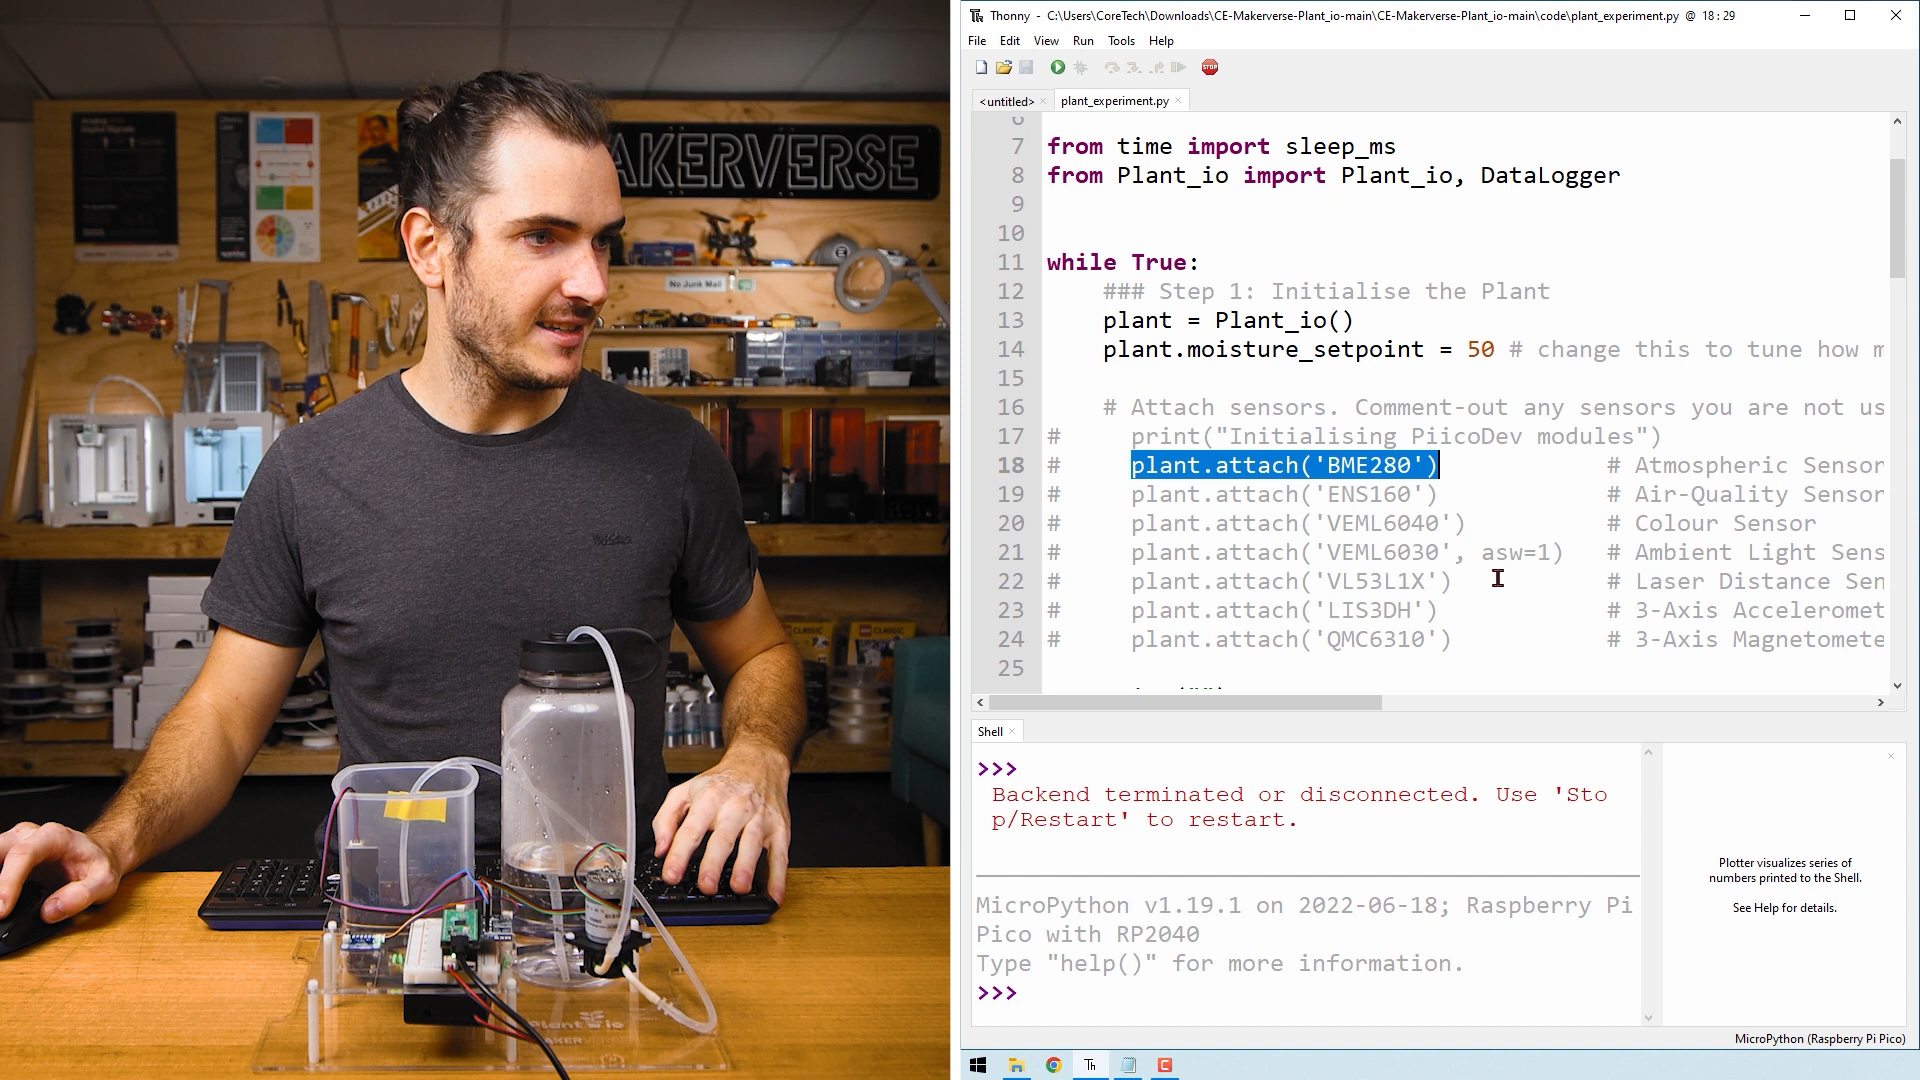 AKERVERSE
No Junk Mail
plant io
Thonny - C:\Users\CoreTech\Downloads\CE-Makerverse-Plant_io-main\CE-Makerverse-Plant_io-main\code\plant_experiment.py @ 18 : 29
File Edit View Run Tools Help
STOP
<untitled> plant_experiment.py
6
7 from time import sleep_ms
8 from Plant_io import Plant_io, DataLogger
9
10
11 while True:
12 ### Step 1: Initialise the Plant
13 plant = Plant_io()
14 plant.moisture_setpoint = 50 # change this to tune how m
15
16 # Attach sensors. Comment-out any sensors you are not us
17 # print("Initialising PiicoDev modules")
18 # plant.attach('BME280') # Atmospheric Sensor
19 # plant.attach('ENS160') # Air-Quality Sensor
20 # plant.attach('VEML6040') # Colour Sensor
21 # plant.attach('VEML6030', asw=1) # Ambient Light Sens
22 # plant.attach('VL53L1X') # Laser Distance Sen
23 # plant.attach('LIS3DH') # 3-Axis Acceleromet
24 # plant.attach('QMC6310') # 3-Axis Magnetomete
25
Shell
>>>
Backend terminated or disconnected. Use 'Sto
p/Restart' to restart.
MicroPython v1.19.1 on 2022-06-18; Raspberry Pi
Pico with RP2040
Type "help()" for more information.
>>>
Plotter visualizes series of
numbers printed to the Shell.
See Help for details.
MicroPython (Raspberry Pi Pico)
Th